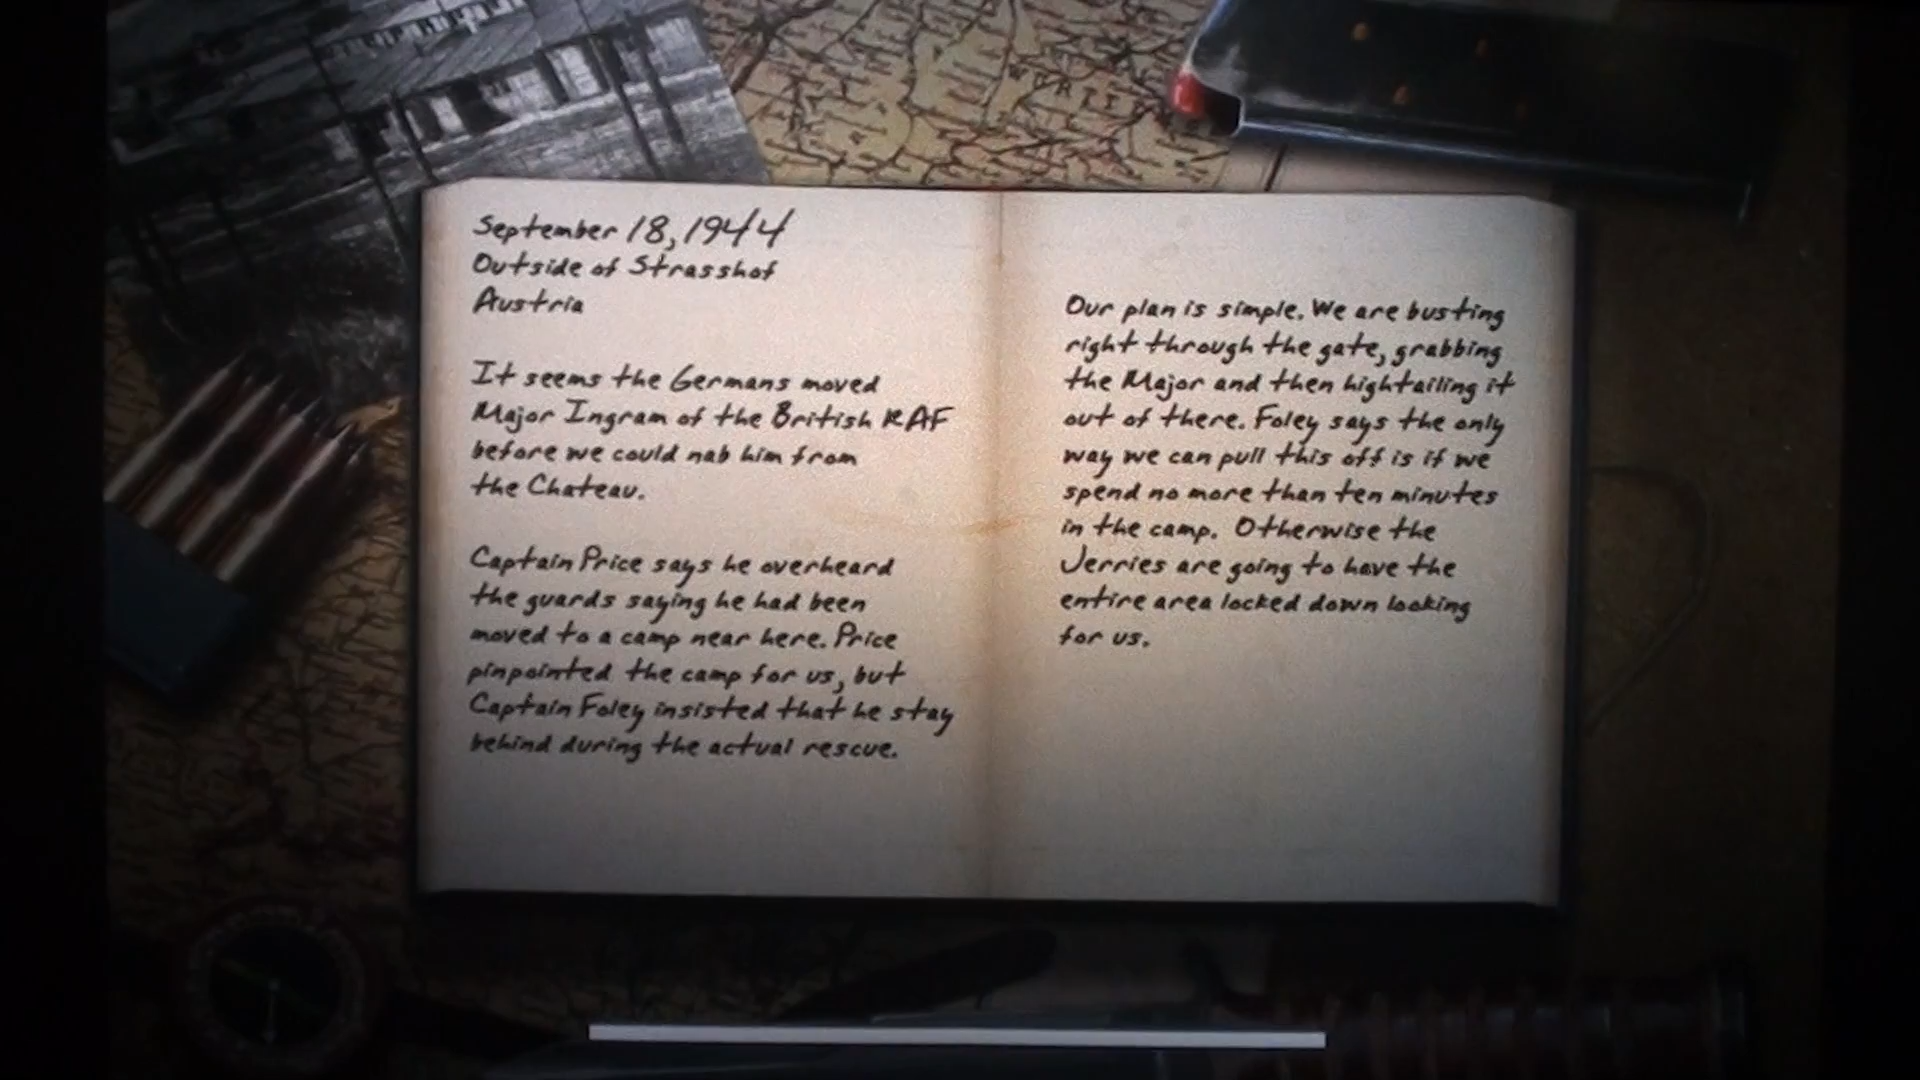 September 18, 1944
Outside of Strasshof
Austria
It seems the Germans moved
Major Ingram of the British RAF
before we could nab him from
the Chateau.
Captain Price says he overheard
the guards saying he had been
moved to a camp near here. Price
pinpointed the camp for us, but
Captain Foley insisted that he stay
behind during the actual rescue.
Our plan is simple. We are busting
right through the gate, grabbing
the Major and then hightailing it
out of there. Foley says the only
way we can pull this off is if we
spend no more than ten minutes
in the camp. Otherwise the
Jerries are going to have the
entire area locked down looking
for us.